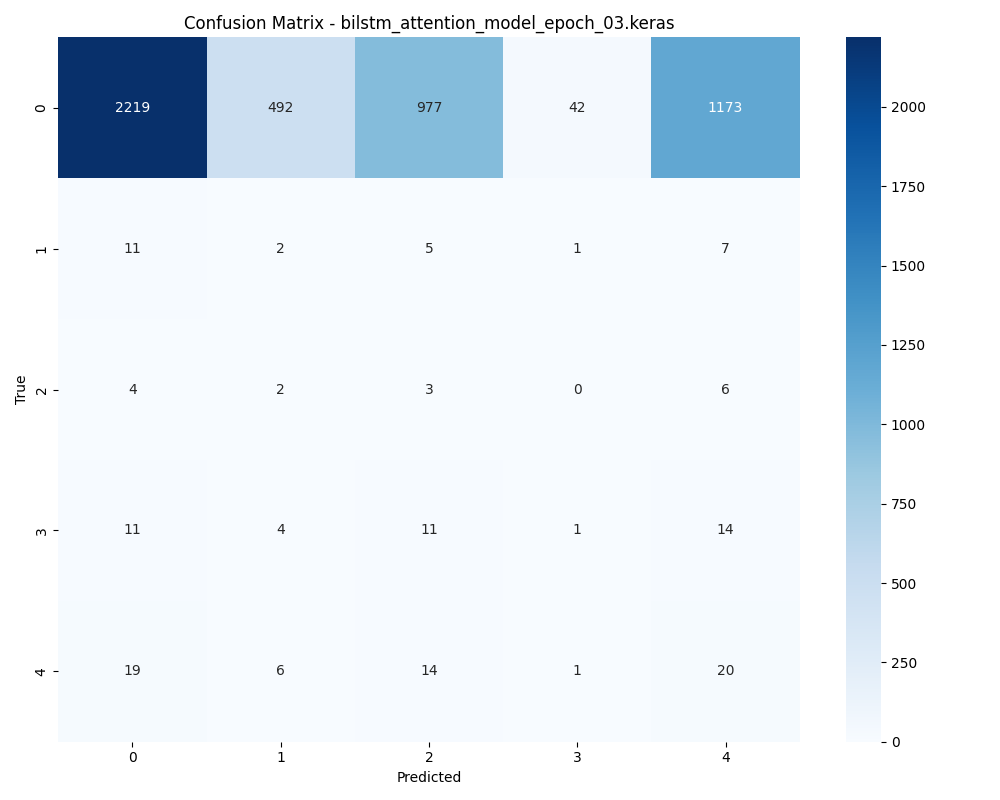 Confusion Matrix - bilstm_attention_model_epoch_03.keras
0 2219 492 977 42 1173
1 11 2 5 1 7
2 4 2 3 0 6
3 11 4 11 1 14
4 19 6 14 1 20
0 1 2 3 4
True
Predicted
2000
1750
1500
1250
1000
750
500
250
0